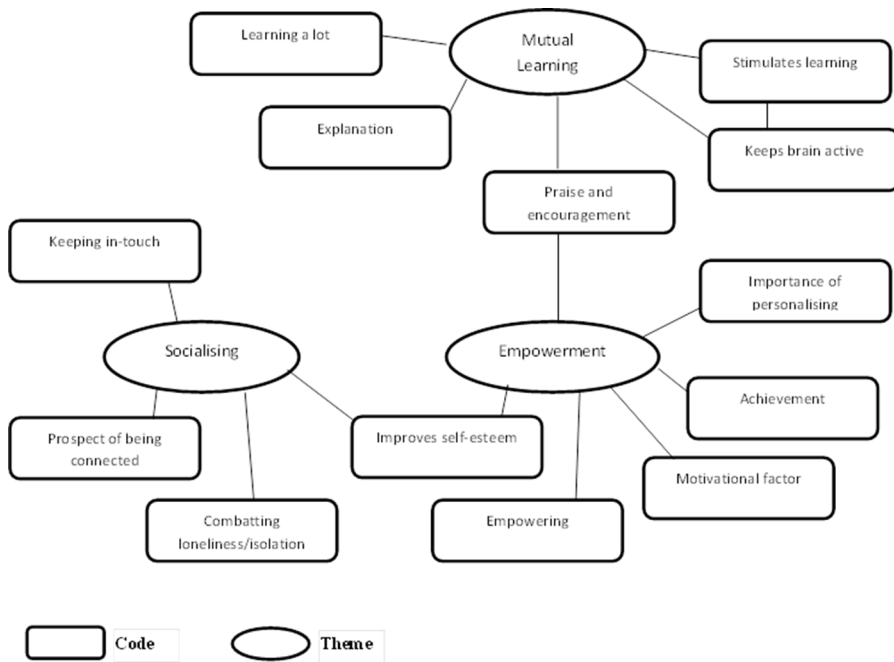 Learning a lot
Mutual
Learning
Stimulates learning
Explanation
Keeps brain active
Praise and
encouragement
Keeping in-touch
Importance of
personalising
Socialising
Empowerment
Achievement
Prospect of being
connected
Improves self-esteem
Motivational factor
Combatting
loneliness/isolation
Empowering
Code
Theme